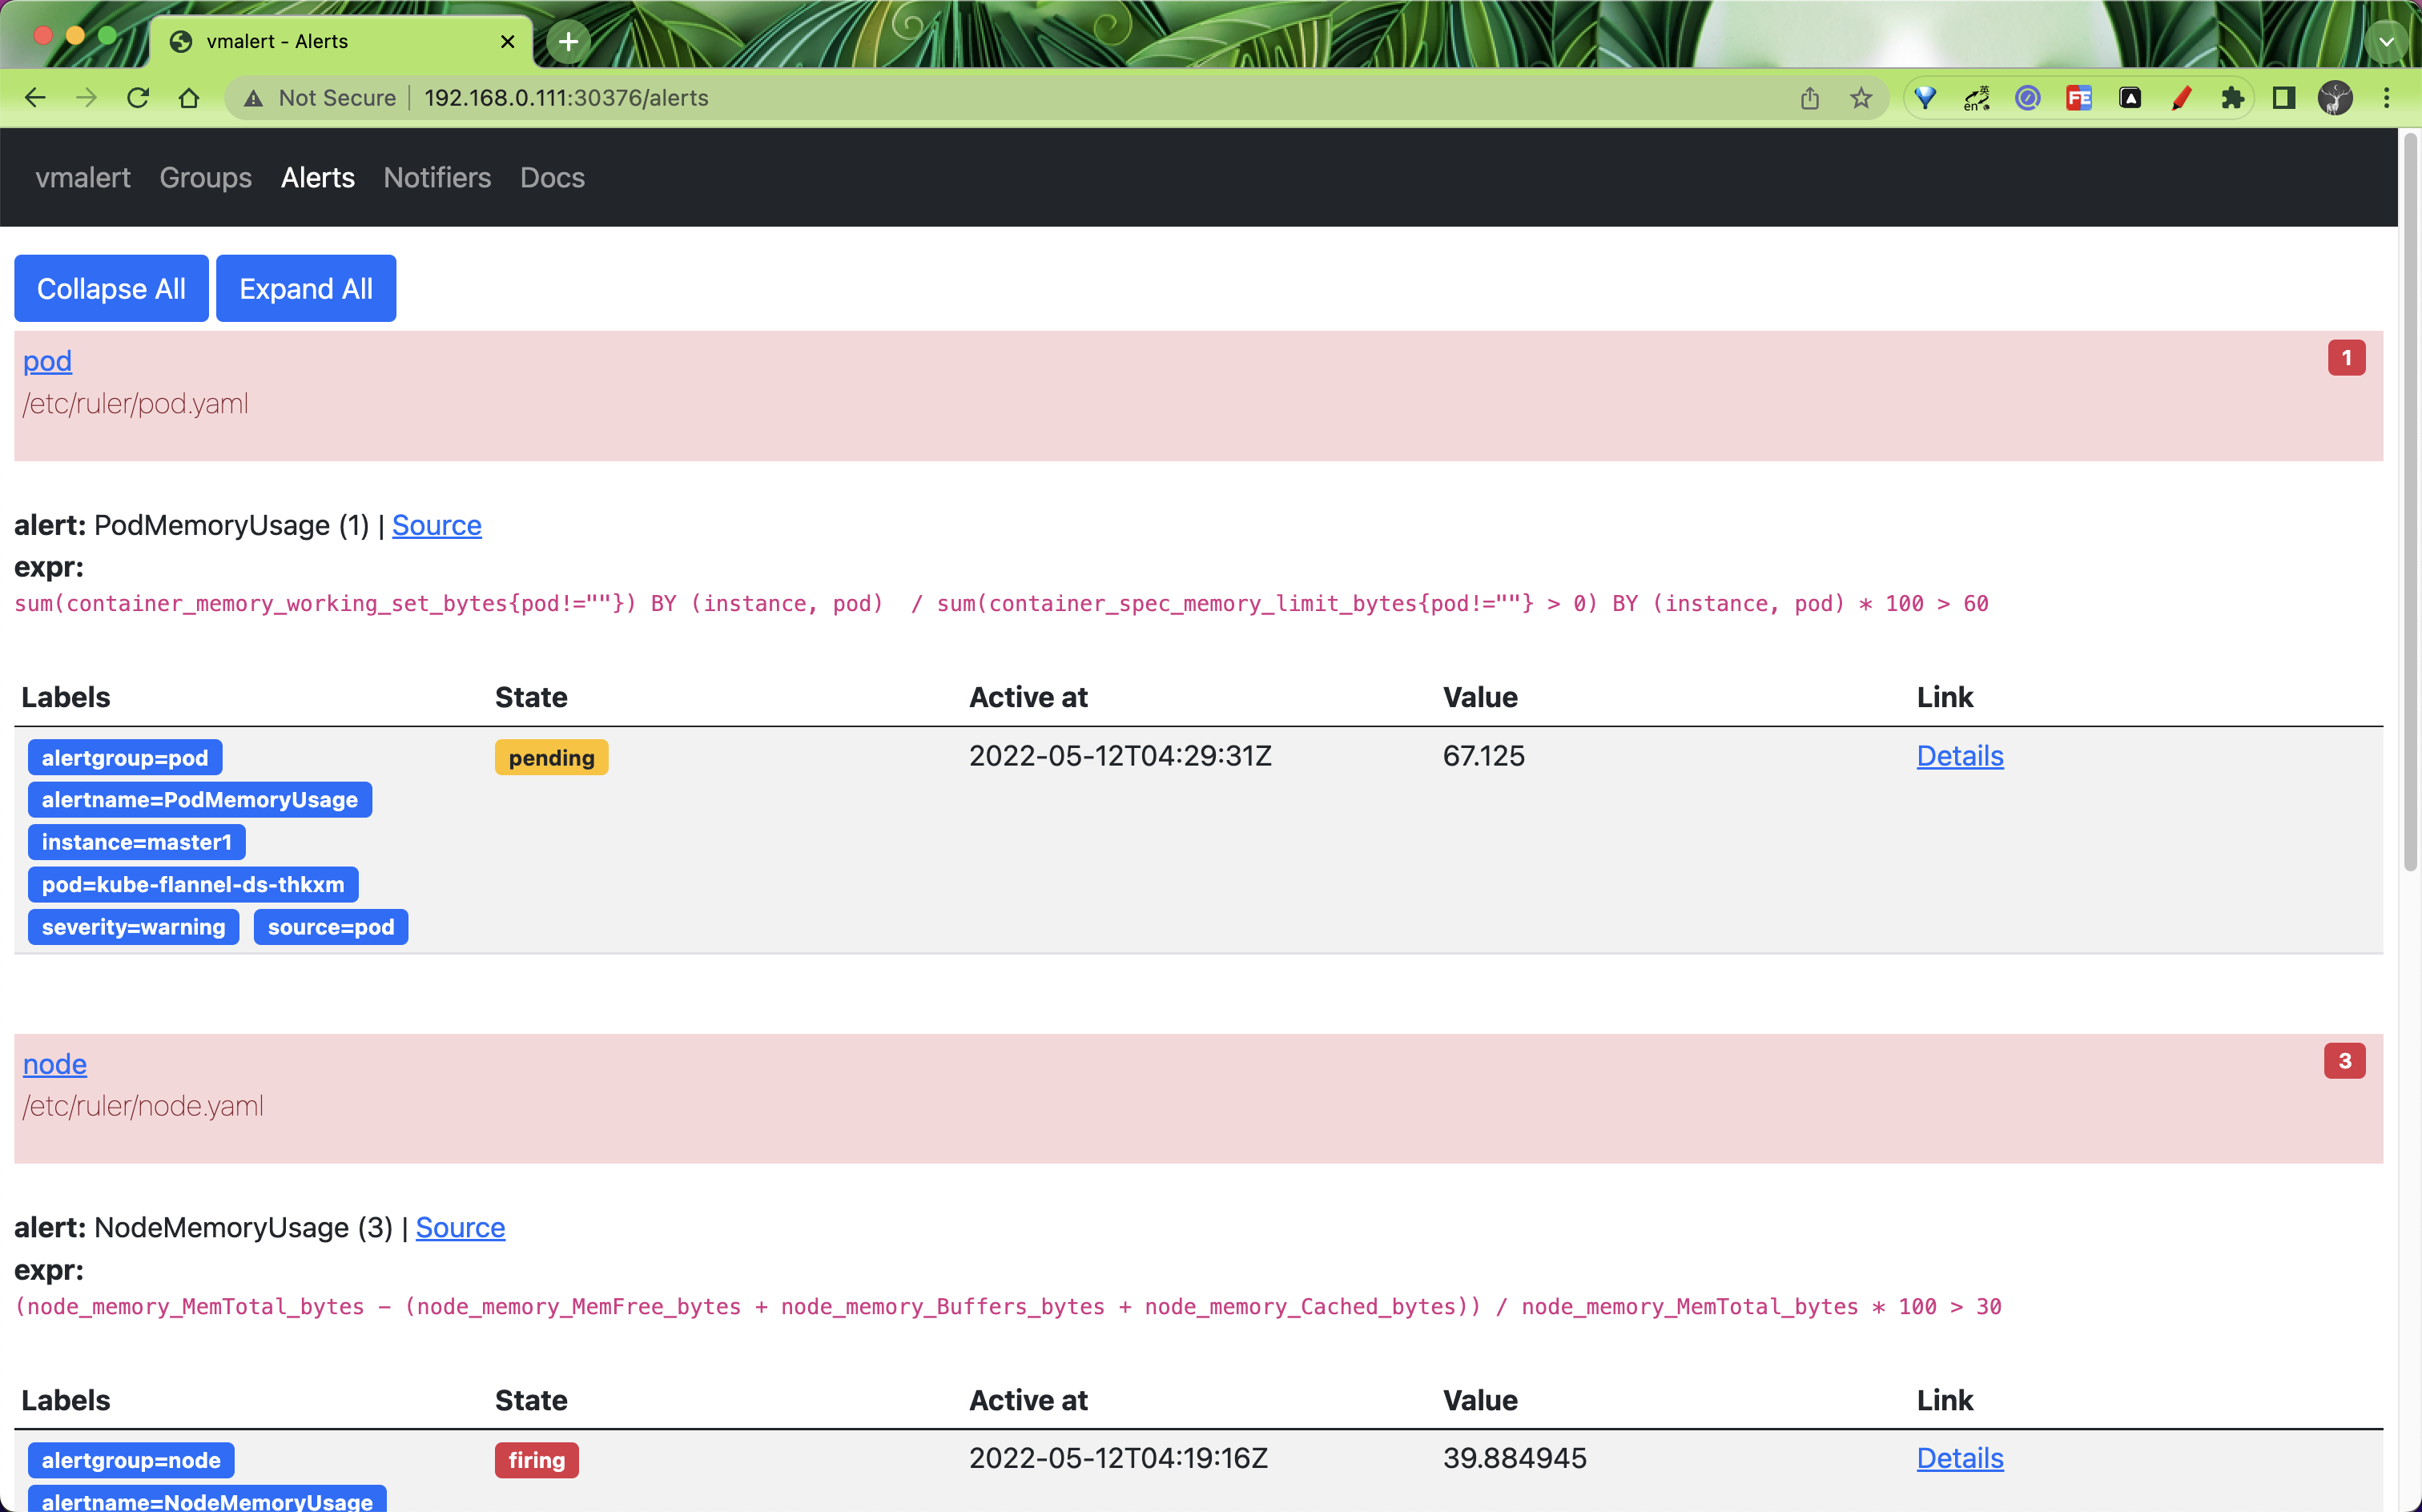 vmalert - Alerts
Not Secure | 192.168.0.111:30376/alerts
vmalert Groups Alerts Notifiers Docs
Collapse All Expand All
pod 1
/etc/ruler/pod.yaml
alert: PodMemoryUsage (1) | Source
expr:
sum(container_memory_working_set_bytes{pod!=""}) BY (instance, pod)  / sum(container_spec_memory_limit_bytes{pod!=""} > 0) BY (instance, pod) * 100 > 60
Labels State Active at Value Link
alertgroup=pod pending 2022-05-12T04:29:31Z 67.125 Details
alertname=PodMemoryUsage
instance=master1
pod=kube-flannel-ds-thkxm
severity=warning source=pod
node 3
/etc/ruler/node.yaml
alert: NodeMemoryUsage (3) | Source
expr:
(node_memory_MemTotal_bytes - (node_memory_MemFree_bytes + node_memory_Buffers_bytes + node_memory_Cached_bytes)) / node_memory_MemTotal_bytes * 100 > 30
Labels State Active at Value Link
alertgroup=node firing 2022-05-12T04:19:16Z 39.884945 Details
alertname=NodeMemoryUsage